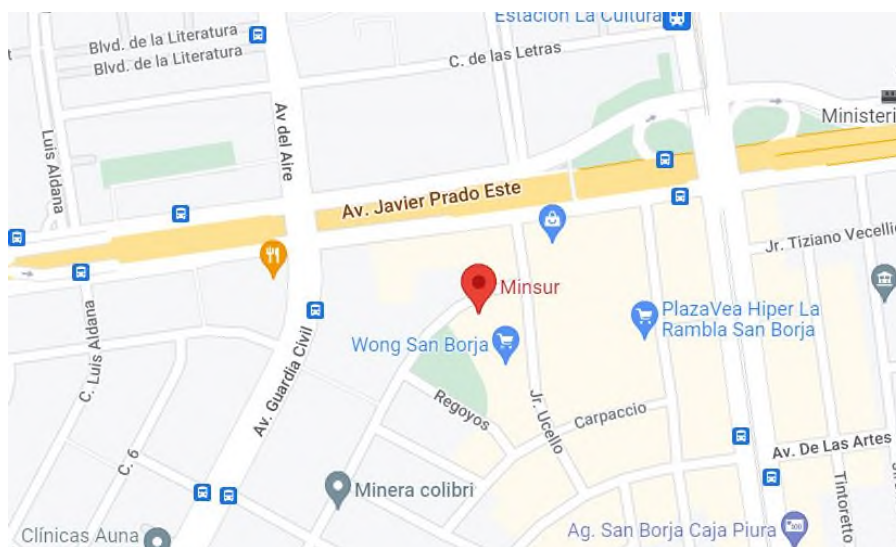 Estación La Cultura
Blvd. de la Literatura
Blvd. de la Literatura
C. de las Letras
Luis Aldana
Av del Aire
Ministeri
Av. Javier Prado Este
Jr. Tiziano Vecellio
Minsur
PlazaVea Hiper La
Rambla San Borja
Wong San Borja
C. Luis Aldana
Av. Guardia Civil
Regoyos
Jr. Ucello
Carpaccio
Av. De Las Artes
C. 6
Minera colibri
Tintoretto
Clínicas Auna
Ag. San Borja Caja Piura